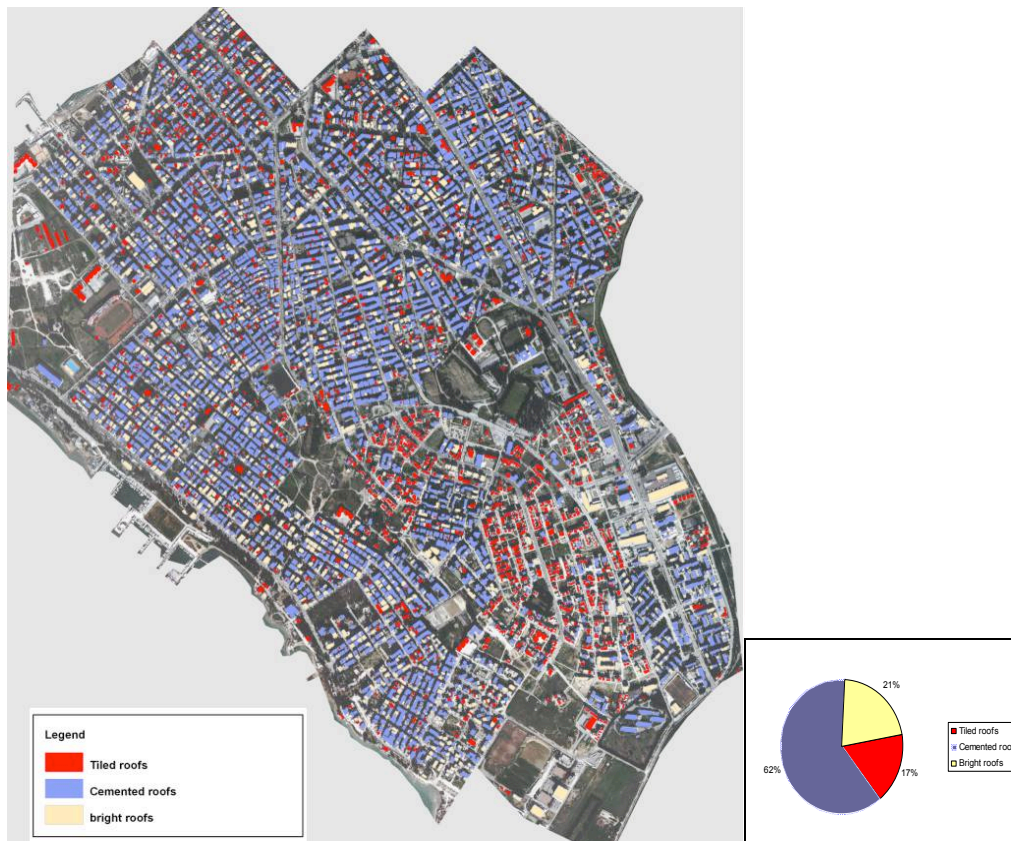 Legend
Tiled roofs
Cemented roofs
bright roofs
21%
62%
17%
Tiled roofs
Cemented roo
Bright roofs